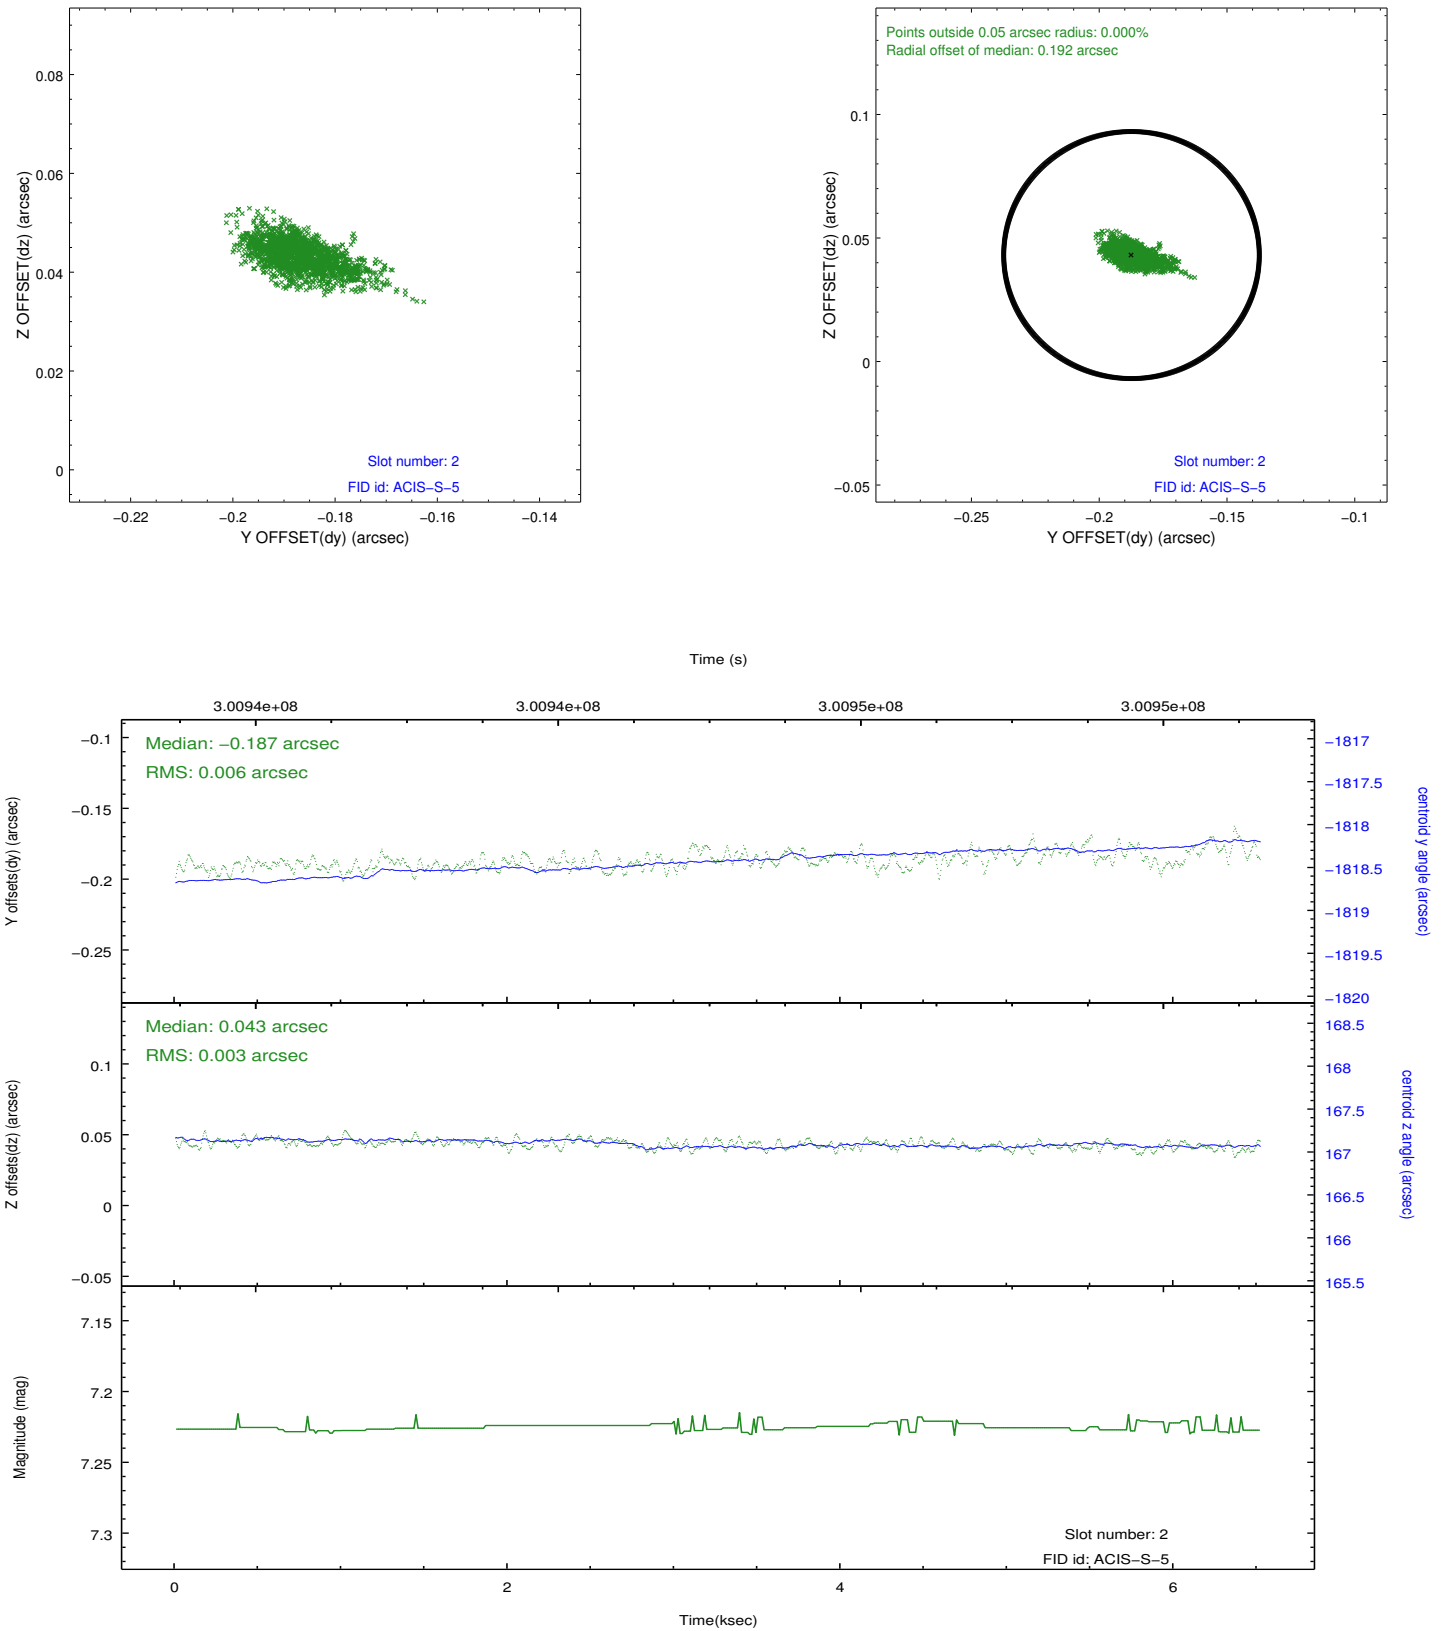 0.08
0.06
0.04
0.02
0
Z OFFSET(dz) (arcsec)
Slot number: 2
FID id: ACIS−S−5
−0.22
−0.2
−0.18
−0.16
−0.14
Y OFFSET(dy) (arcsec)
Points outside 0.05 arcsec radius: 0.000%
Radial offset of median: 0.192 arcsec
0.1
0.05
0
−0.05
Z OFFSET(dz) (arcsec)
Slot number: 2
FID id: ACIS−S−5
−0.25
−0.2
−0.15
−0.1
Y OFFSET(dy) (arcsec)
Time (s)
3.0094e+08
3.0094e+08
3.0095e+08
3.0095e+08
Median: −0.187 arcsec
RMS: 0.006 arcsec
−0.1
−0.15
−0.2
−0.25
Y offsets(dy) (arcsec)
−1817
−1817.5
−1818
−1818.5
−1819
−1819.5
−1820
centroid y angle (arcsec)
Median: 0.043 arcsec
RMS: 0.003 arcsec
0.1
0.05
0
−0.05
Z offsets(dz) (arcsec)
168.5
168
167.5
167
166.5
166
165.5
centroid z angle (arcsec)
7.15
7.2
7.25
7.3
Magnitude (mag)
Slot number: 2
FID id: ACIS−S−5
0
2
4
6
Time(ksec)